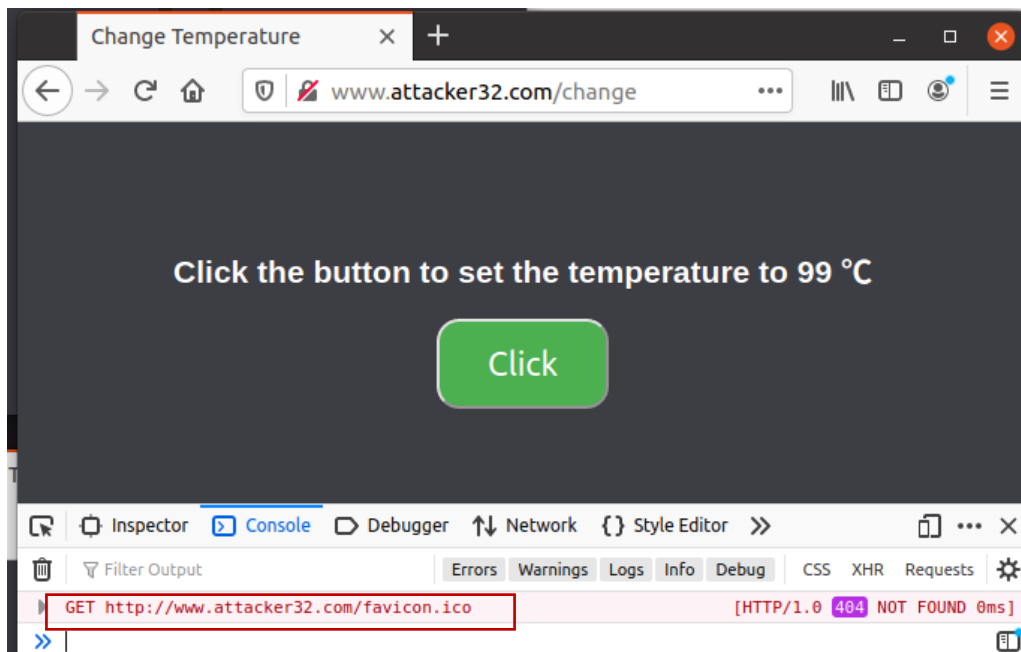 Change Temperature
www.attacker32.com/change
Click the button to set the temperature to 99 °C
Click
Inspector Console Debugger Network {} Style Editor
Filter Output Errors Warnings Logs Info Debug CSS XHR Requests
GET http://www.attacker32.com/favicon.ico [HTTP/1.0 404 NOT FOUND 0ms]